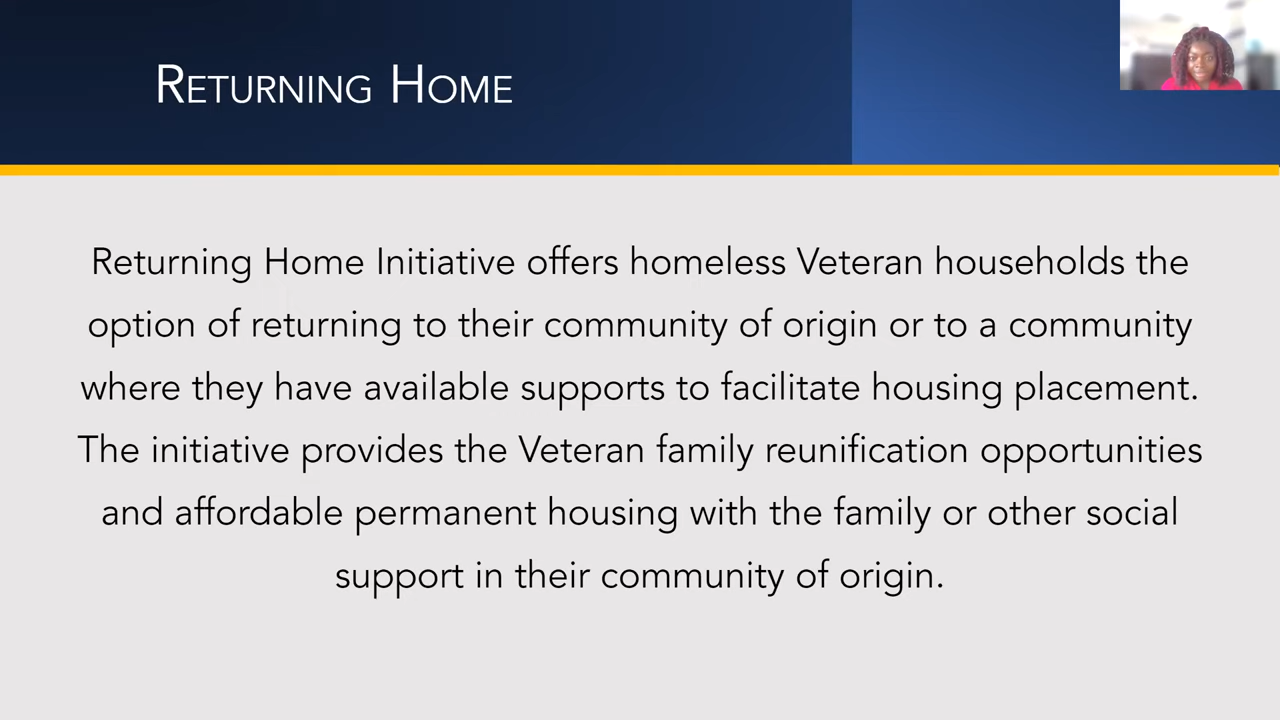 Returning Home
Returning Home Initiative offers homeless Veteran households the
option of returning to their community of origin or to a community
where they have available supports to facilitate housing placement.
The initiative provides the Veteran family reunification opportunities
and affordable permanent housing with the family or other social
support in their community of origin.